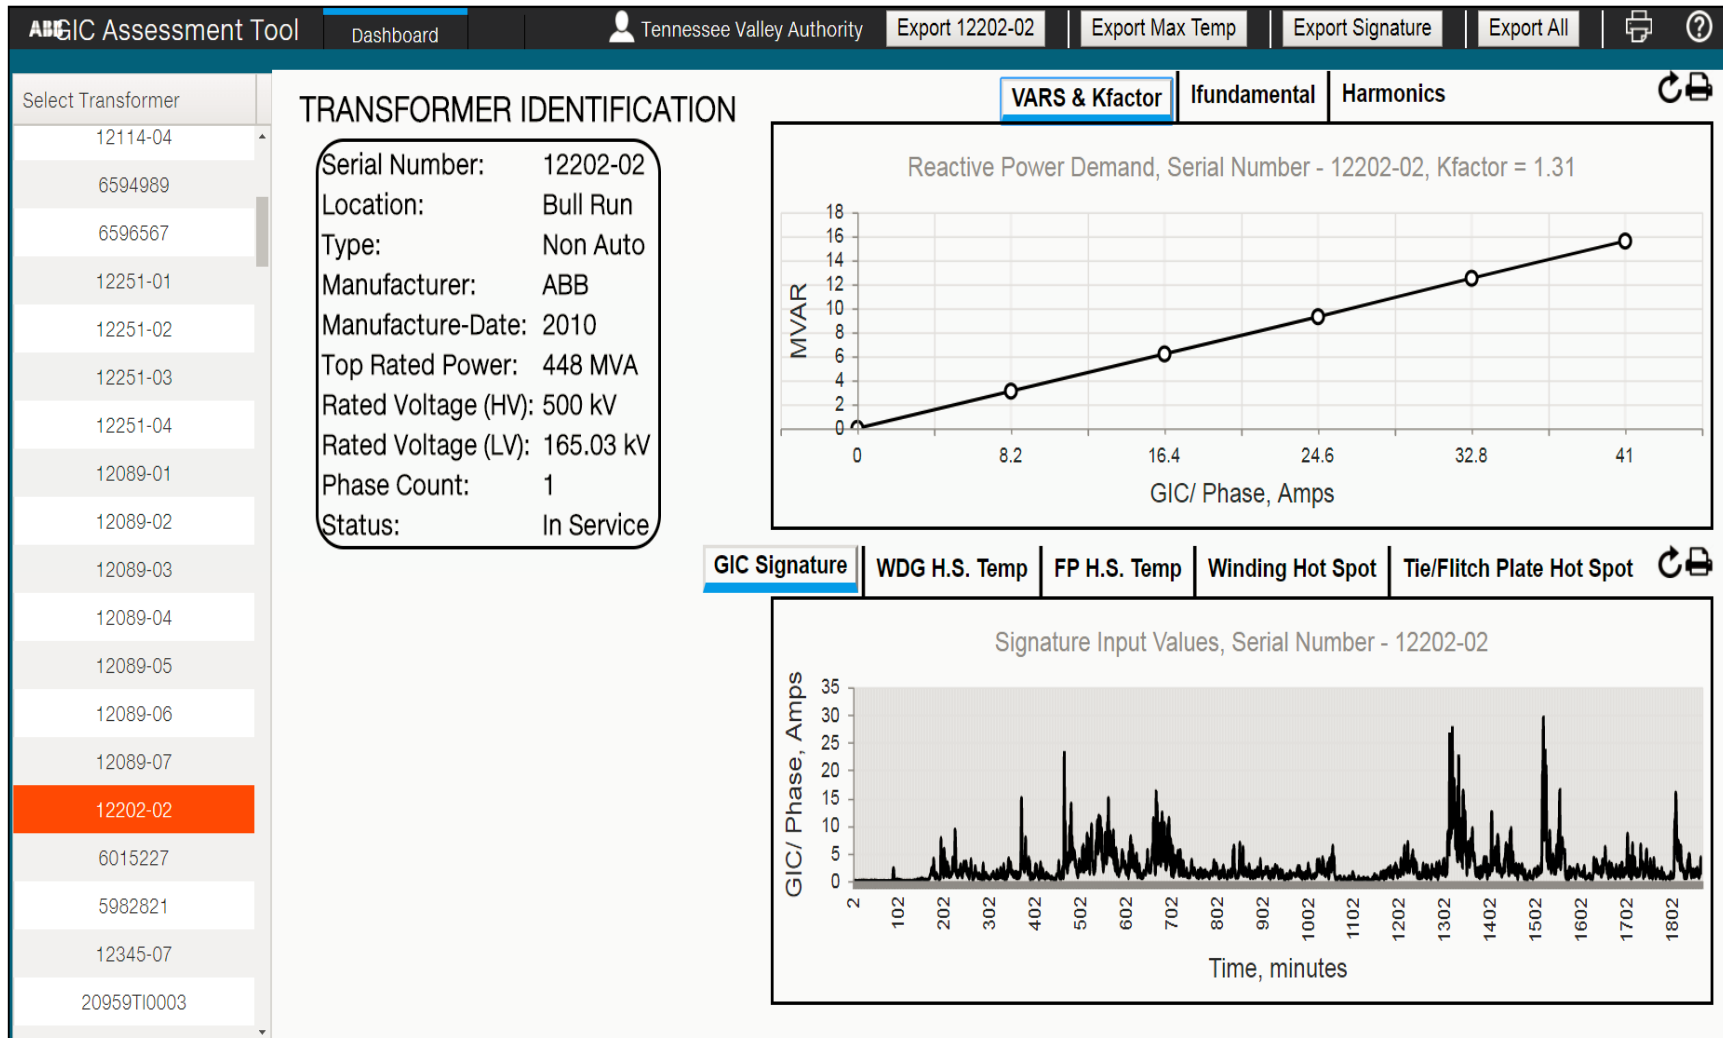 ABB GIC Assessment Tool
Dashboard
Tennessee Valley Authority
Export 12202-02
Export Max Temp
Export Signature
Export All
?
Select Transformer
12114-04
6594989
6596567
12251-01
12251-02
12251-03
12251-04
12089-01
12089-02
12089-03
12089-04
12089-05
12089-06
12089-07
12202-02
6015227
5982821
12345-07
20959TI0003
TRANSFORMER IDENTIFICATION
Serial Number: 12202-02
Location: Bull Run
Type: Non Auto
Manufacturer: ABB
Manufacture-Date: 2010
Top Rated Power: 448 MVA
Rated Voltage (HV): 500 kV
Rated Voltage (LV): 165.03 kV
Phase Count: 1
Status: In Service
VARS & Kfactor
Ifundamental
Harmonics
Reactive Power Demand, Serial Number - 12202-02, Kfactor = 1.31
MVAR
18
16
14
12
10
8
6
4
2
0
0 8.2 16.4 24.6 32.8 41
GIC/ Phase, Amps
GIC Signature
WDG H.S. Temp
FP H.S. Temp
Winding Hot Spot
Tie/Flitch Plate Hot Spot
Signature Input Values, Serial Number - 12202-02
GIC/ Phase, Amps
35
30
25
20
15
10
5
0
2 102 202 302 402 502 602 702 802 902 1002 1102 1202 1302 1402 1502 1602 1702 1802
Time, minutes